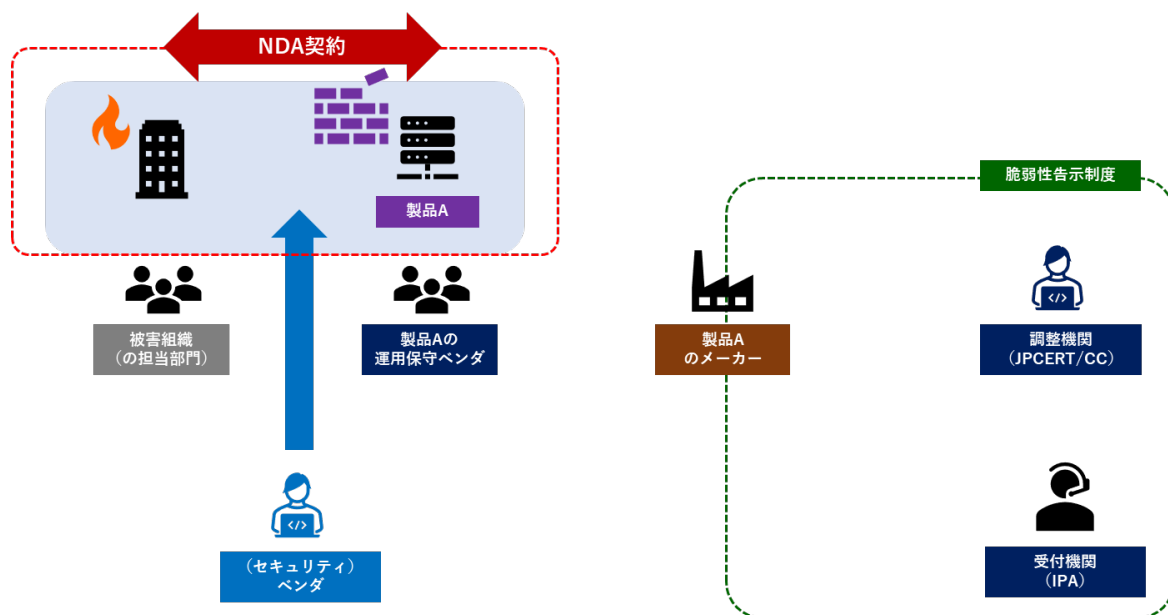 NDA契約
製品A
脆弱性告示制度
被害組織
（の担当部門）
製品Aの
運用保守ベンダ
製品A
のメーカー
調整機関
（JPCERT/CC）
</>
</>
（セキュリティ）
ベンダ
受付機関
（IPA）